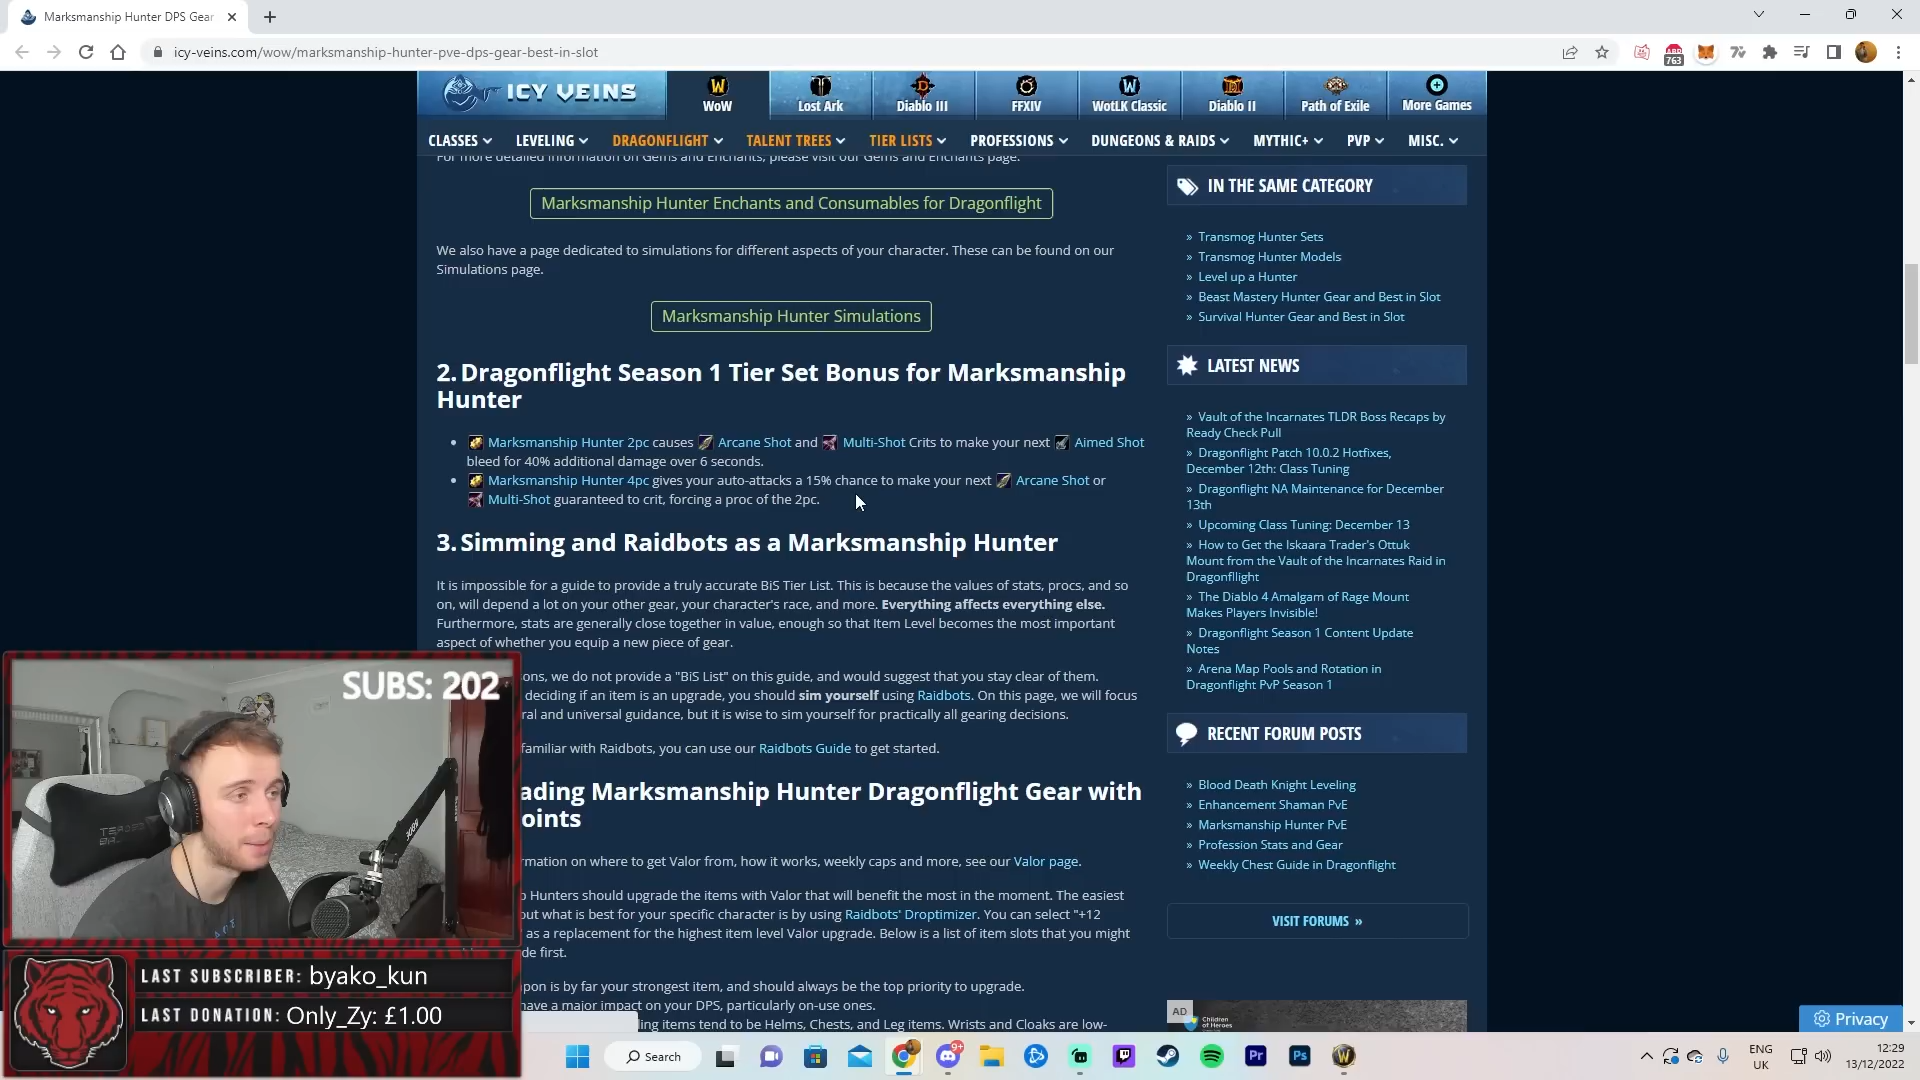 Marksmanship Hunter DPS Gear
icy-veins.com/wow/marksmanship-hunter-pve-dps-gear-best-in-slot
763
ICY VEINS
WoW
Lost Ark
Diablo III
FFXIV
WotLK Classic
Diablo II
Path of Exile
More Games
CLASSES
LEVELING
DRAGONFLIGHT
TALENT TREES
TIER LISTS
PROFESSIONS
DUNGEONS & RAIDS
MYTHIC+
PVP
MISC.
For more detailed information on Gems and Enchants, please visit our Gems and Enchants page.
Marksmanship Hunter Enchants and Consumables for Dragonflight
We also have a page dedicated to simulations for different aspects of your character. These can be found on our
Simulations page.
Marksmanship Hunter Simulations
2. Dragonflight Season 1 Tier Set Bonus for Marksmanship
Hunter
• Marksmanship Hunter 2pc causes Arcane Shot and Multi-Shot Crits to make your next Aimed Shot
bleed for 40% additional damage over 6 seconds.
• Marksmanship Hunter 4pc gives your auto-attacks a 15% chance to make your next Arcane Shot or
Multi-Shot guaranteed to crit, forcing a proc of the 2pc.
3. Simming and Raidbots as a Marksmanship Hunter
It is impossible for a guide to provide a truly accurate BiS Tier List. This is because the values of stats, procs, and so
on, will depend a lot on your other gear, your character's race, and more. Everything affects everything else.
Furthermore, stats are generally close together in value, enough so that Item Level becomes the most important
aspect of whether you equip a new piece of gear.
ons, we do not provide a "BiS List" on this guide, and would suggest that you stay clear of them.
deciding if an item is an upgrade, you should sim yourself using Raidbots. On this page, we will focus
ral and universal guidance, but it is wise to sim yourself for practically all gearing decisions.
familiar with Raidbots, you can use our Raidbots Guide to get started.
ading Marksmanship Hunter Dragonflight Gear with
oints
rmation on where to get Valor from, how it works, weekly caps and more, see our Valor page.
p Hunters should upgrade the items with Valor that will benefit the most in the moment. The easiest
out what is best for your specific character is by using Raidbots' Droptimizer. You can select "+12
as a replacement for the highest item level Valor upgrade. Below is a list of item slots that you might
de first.
pon is by far your strongest item, and should always be the top priority to upgrade.
have a major impact on your DPS, particularly on-use ones.
ling items tend to be Helms, Chests, and Leg items. Wrists and Cloaks are low-
IN THE SAME CATEGORY
» Transmog Hunter Sets
» Transmog Hunter Models
» Level up a Hunter
» Beast Mastery Hunter Gear and Best in Slot
» Survival Hunter Gear and Best in Slot
LATEST NEWS
» Vault of the Incarnates TLDR Boss Recaps by
Ready Check Pull
» Dragonflight Patch 10.0.2 Hotfixes,
December 12th: Class Tuning
» Dragonflight NA Maintenance for December
13th
» Upcoming Class Tuning: December 13
» How to Get the Iskaara Trader's Ottuk
Mount from the Vault of the Incarnates Raid in
Dragonflight
» The Diablo 4 Amalgam of Rage Mount
Makes Players Invisible!
» Dragonflight Season 1 Content Update
Notes
» Arena Map Pools and Rotation in
Dragonflight PvP Season 1
RECENT FORUM POSTS
» Blood Death Knight Leveling
» Enhancement Shaman PvE
» Marksmanship Hunter PvE
» Profession Stats and Gear
» Weekly Chest Guide in Dragonflight
VISIT FORUMS »
AD
Children
of Heroes
Privacy
SUBS: 202
LAST SUBSCRIBER: byako_kun
LAST DONATION: Only_Zy: £1.00
Search
9+
ENG
UK
12:29
13/12/2022